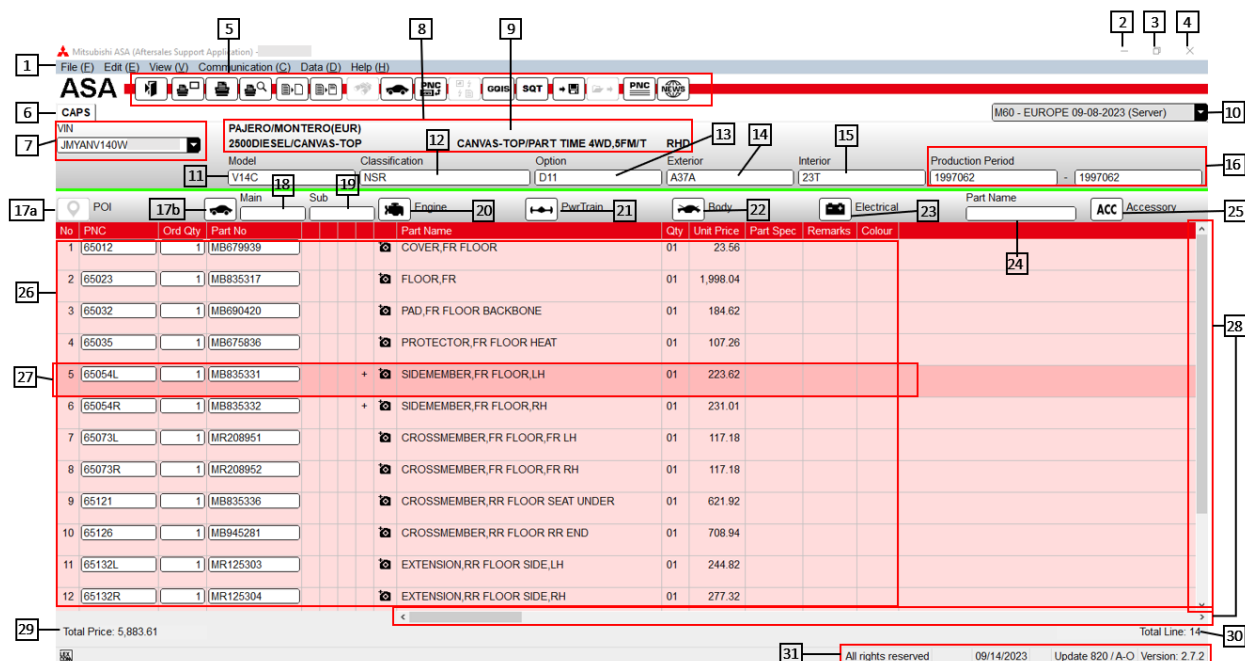 5 8 9 2 3 4
Mitsubishi ASA (Aftersales Support Application) -
1 File (F) Edit (E) View (V) Communication (C) Data (D) Help (H)
ASA PNC GQIS SQT PNC NEWS
6 CAPS M60 - EUROPE 09-08-2023 (Server) 10
VIN PAJERO/MONTERO(EUR)
7 JMYANV140W 2500DIESEL/CANVAS-TOP CANVAS-TOP/PART TIME 4WD,5FM/T RHD
12 13 14 15
Model Classification Option Exterior Interior Production Period 16
11 V14C NSR D11 A37A 23T 1997062 - 1997062
18 19
17a POI 17b Main Sub Engine PwrTrain Body Electrical Part Name ACC Accessory 25
20 21 22 23
No PNC Ord Qty Part No Part Name Qty Unit Price Part Spec Remarks Colour
24
1 65012 1 MB679939 COVER,FR FLOOR 01 23.56
26
2 65023 1 MB835317 FLOOR,FR 01 1,998.04
3 65032 1 MB690420 PAD,FR FLOOR BACKBONE 01 184.62
28
4 65035 1 MB675836 PROTECTOR,FR FLOOR HEAT 01 107.26
27 5 65054L 1 MB835331 + SIDEMEMBER,FR FLOOR,LH 01 223.62
6 65054R 1 MB835332 + SIDEMEMBER,FR FLOOR,RH 01 231.01
7 65073L 1 MR208951 CROSSMEMBER,FR FLOOR,FR LH 01 117.18
8 65073R 1 MR208952 CROSSMEMBER,FR FLOOR,FR RH 01 117.18
9 65121 1 MB835336 CROSSMEMBER,RR FLOOR SEAT UNDER 01 621.92
10 65126 1 MB945281 CROSSMEMBER,RR FLOOR RR END 01 708.94
11 65132L 1 MR125303 EXTENSION,RR FLOOR SIDE,LH 01 244.82
12 65132R 1 MR125304 EXTENSION,RR FLOOR SIDE,RH 01 277.32
29 Total Price: 5,883.61 Total Line: 14 30
31 All rights reserved 09/14/2023 Update 820 / A-O Version: 2.7.2